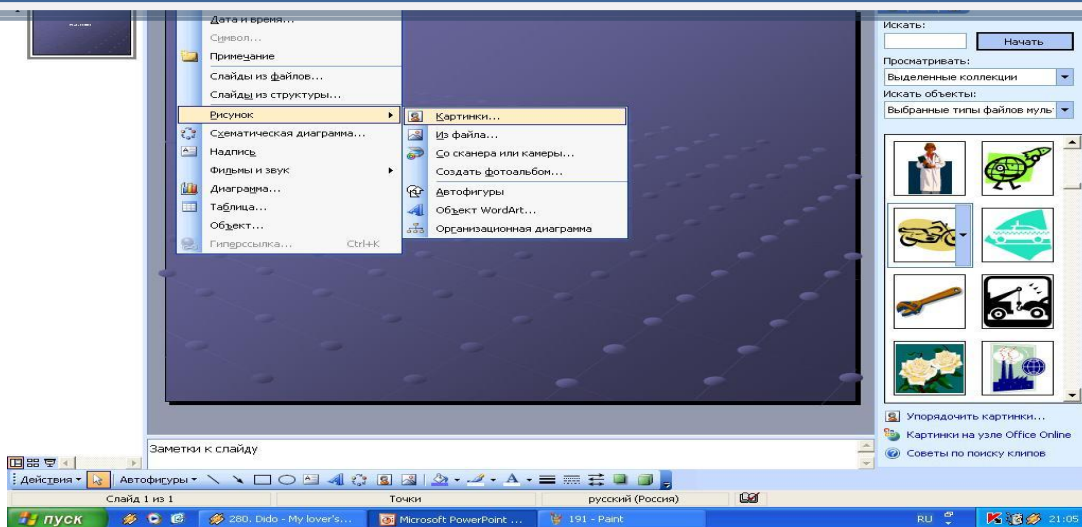 Дата и время...
Символ...
Примечание
Слайды из файлов...
Слайды из структуры...
Рисунок
Схематическая диаграмма...
Надпись
Фильмы и звук
Диаграмма...
Таблица...
Объект...
Гиперссылка... Ctrl+K
Картинки...
Из файла...
Со сканера или камеры...
Создать фотоальбом...
Автофигуры
Объект WordArt...
Организационная диаграмма
Искать:
Начать
Просматривать:
Выделенные коллекции
Искать объекты:
Выбранные типы файлов муль
Упорядочить картинки...
Картинки на узле Office Online
Советы по поиску клипов
Заметки к слайду
Действия Автофигуры
Слайд 1 из 1 Точки русский (Россия)
пуск 280. Dido - My lover's... Microsoft PowerPoint ... 191 - Paint RU 21:05